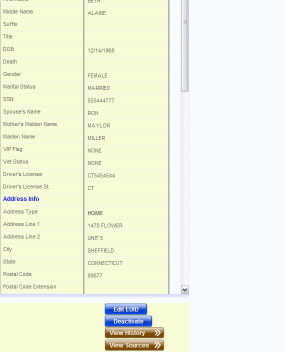 BETH
Middle Name ALAINE
Suffix
Title
DOB 12/14/1960
Death
Gender FEMALE
Marital Status MARRIED
SSN 555444777
Spouse's Name RON
Mother's Maiden Name MAYLOR
Maiden Name MILLER
VIP Flag NONE
Vet Status NONE
Driver's License CT5454544
Driver's License St. CT
Address Info
Address Type HOME
Address Line 1 1478 FLOWER
Address Line 2 UNIT 5
City SHEFFIELD
State CONNECTICUT
Postal Code 09877
Postal Code Extension
Edit EUID
Deactivate
View History
View Sources